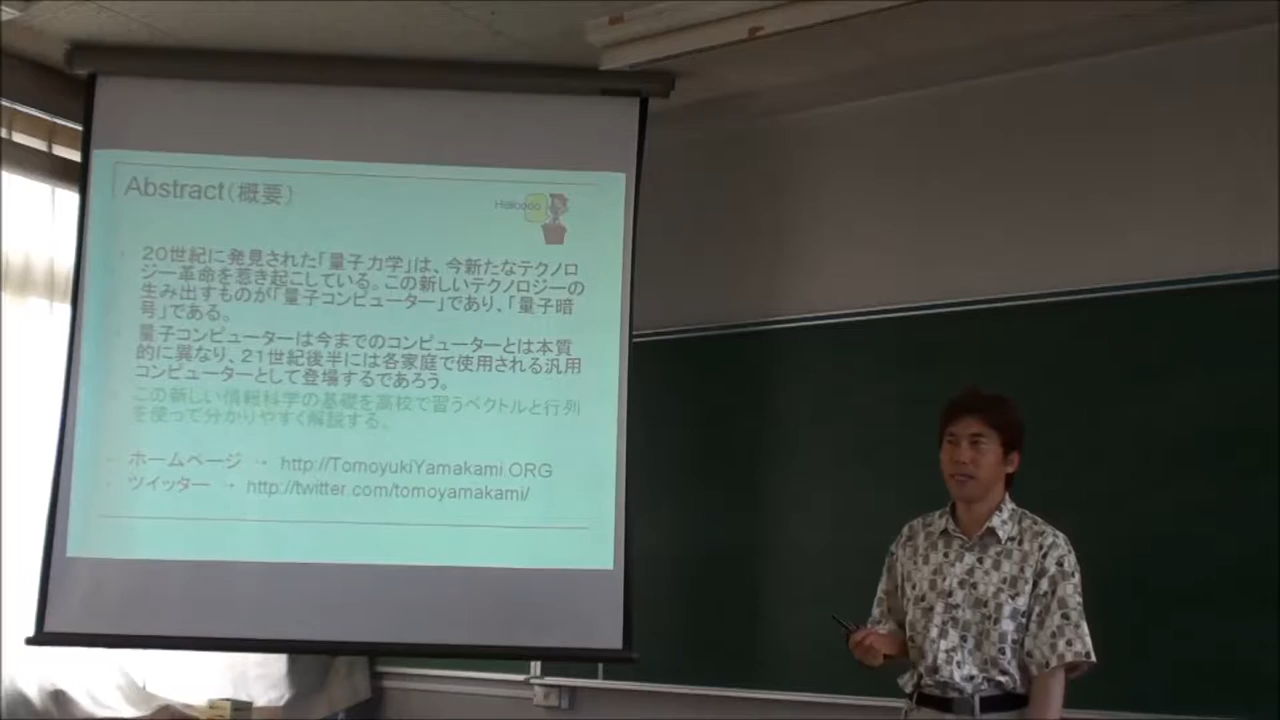 Abstract(概要)
Halloooo
20世紀に発見された「量子力学」は、今新たなテクノロ
ジー革命を惹き起こしている。この新しいテクノロジーの
生み出すものが「量子コンピューター」であり、「量子暗
号」である。
量子コンピューターは今までのコンピューターとは本質
的に異なり、21世紀後半には各家庭で使用される汎用
コンピューターとして登場するであろう。
この新しい情報科学の基礎を高校で習うベクトルと行列
を使って分かりやすく解説する。
ホームページ → http://TomoyukiYamakami.ORG
ツイッター → http://twitter.com/tomoyamakami/